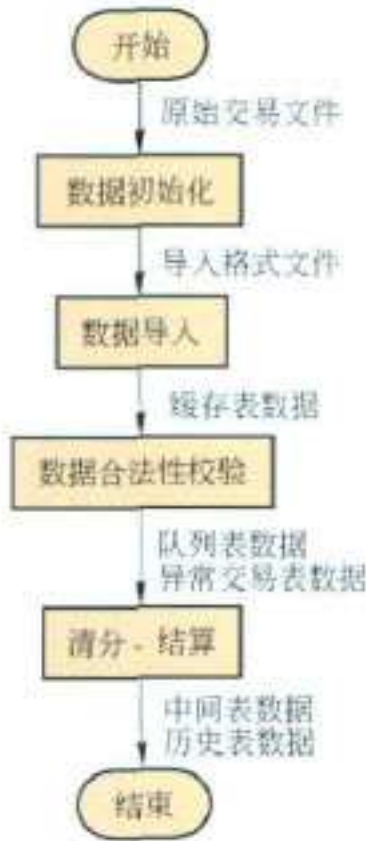 开始
原始交易文件
数据初始化
导入格式文件
数据导入
缓存表数据
数据合法性校验
队列表数据
异常交易表数据
清分、结算
中间表数据
历史表数据
结束